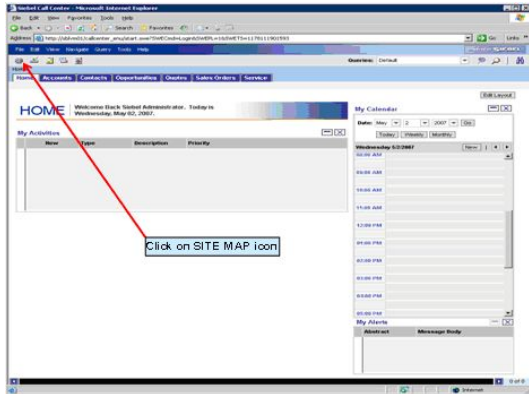 Siebel Call Center - Microsoft Internet Explorer
File Edit View Favorites Tools Help
Back Search Favorites
Address Go Links
File Edit View Navigate Query Tools Help
Queries: Default
Home Accounts Contacts Opportunities Quotes Sales Orders Service
Edit Layout
HOME
Welcome Back Siebel Administrator. Today is
Wednesday, May 02, 2007.
My Activities
New Type Description Priority
My Calendar
Date: May 2 2007 Go
Today Weekly Monthly
Wednesday 5/2/2007 New
08:00 AM
09:00 AM
10:00 AM
11:00 AM
12:00 PM
01:00 PM
02:00 PM
03:00 PM
04:00 PM
05:00 PM
Click on SITE MAP icon
My Alerts
Abstract Message Body
0 of 0
Internet